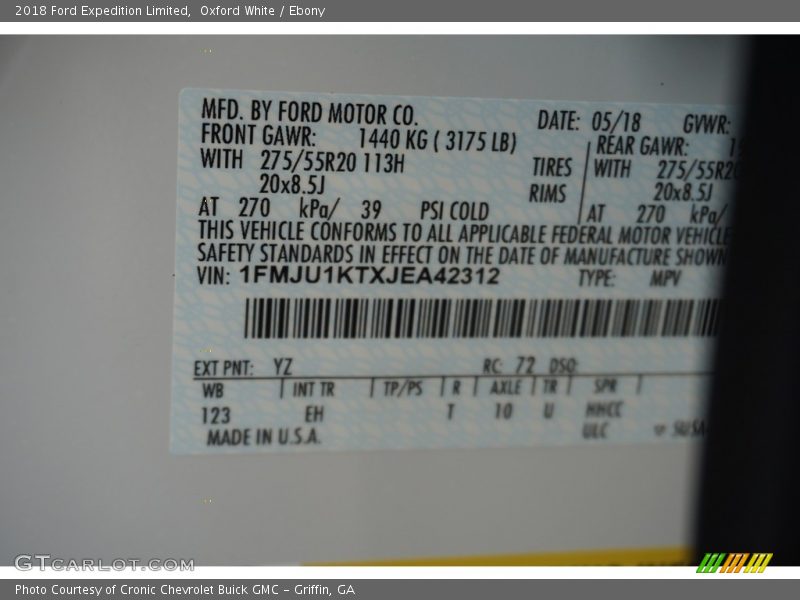 2018 Ford Expedition Limited, Oxford White / Ebony
MFD. BY FORD MOTOR CO. DATE: 05/18 GVWR:
FRONT GAWR: 1440 KG ( 3175 LB) REAR GAWR:
WITH 275/55R20 113H TIRES WITH 275/55R20
20x8.5J RIMS 20x8.5J
AT 270 kPa/ 39 PSI COLD AT 270 kPa/
THIS VEHICLE CONFORMS TO ALL APPLICABLE FEDERAL MOTOR VEHICLE
SAFETY STANDARDS IN EFFECT ON THE DATE OF MANUFACTURE SHOWN
VIN: 1FMJU1KTXJEA42312 TYPE: MPV
EXT PNT: YZ RC: 72 DSO:
WB INT TR TP/PS R AXLE TR SPR
123 EH T 10 U HHCC
MADE IN U.S.A. ULC
GTCARLOT.COM
Photo Courtesy of Cronic Chevrolet Buick GMC – Griffin, GA